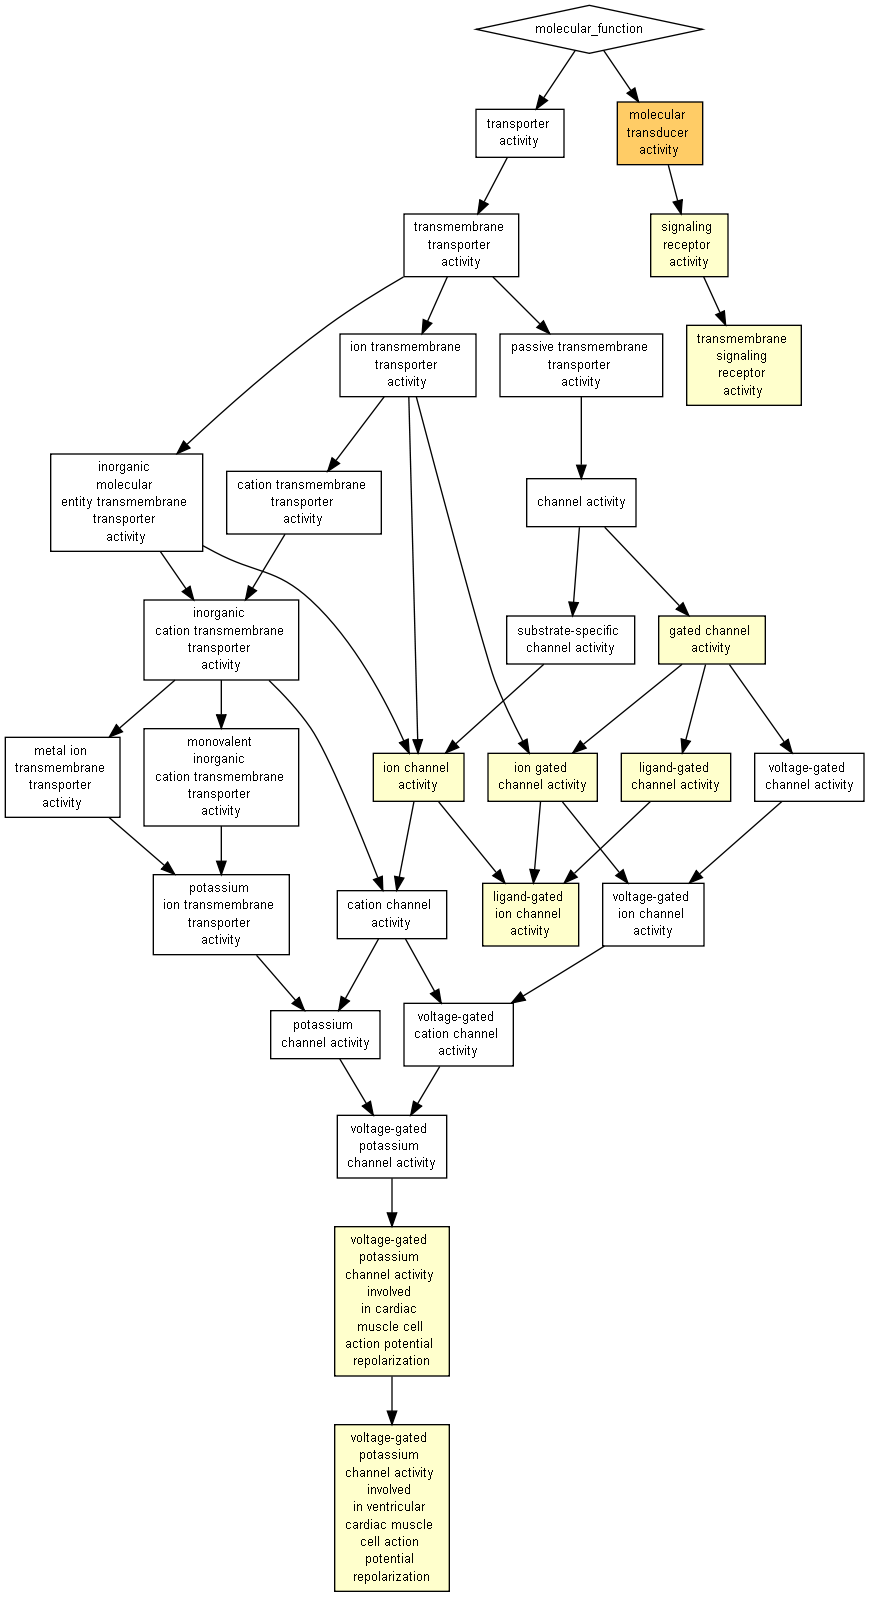 molecular_function
transporter
activity
molecular
transducer
activity
transmembrane
transporter
activity
signaling
receptor
activity
ion transmembrane
transporter
activity
passive transmembrane
transporter
activity
transmembrane
signaling
receptor
activity
inorganic
molecular
entity transmembrane
transporter
activity
cation transmembrane
transporter
activity
channel activity
inorganic
cation transmembrane
transporter
activity
substrate-specific
channel activity
gated channel
activity
metal ion
transmembrane
transporter
activity
monovalent
inorganic
cation transmembrane
transporter
activity
ion channel
activity
ion gated
channel activity
ligand-gated
channel activity
voltage-gated
channel activity
potassium
ion transmembrane
transporter
activity
cation channel
activity
ligand-gated
ion channel
activity
voltage-gated
ion channel
activity
potassium
channel activity
voltage-gated
cation channel
activity
voltage-gated
potassium
channel activity
voltage-gated
potassium
channel activity
involved
in cardiac
muscle cell
action potential
repolarization
voltage-gated
potassium
channel activity
involved
in ventricular
cardiac muscle
cell action
potential
repolarization